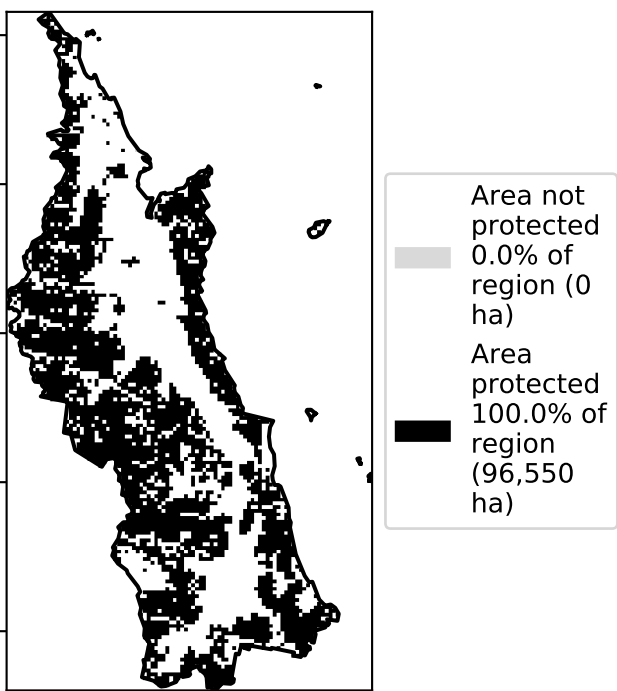 Area not
protected
0.0% of
region (0
ha)
Area
protected
100.0% of
region
(96,550
ha)